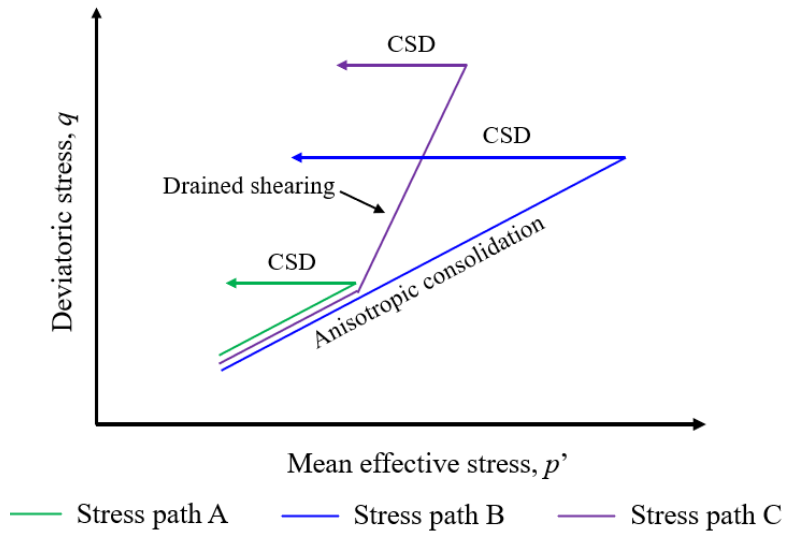 CSD
CSD
Drained shearing
CSD
Anisotropic consolidation
Deviatoric stress, q
Mean effective stress, p’
Stress path A
Stress path B
Stress path C